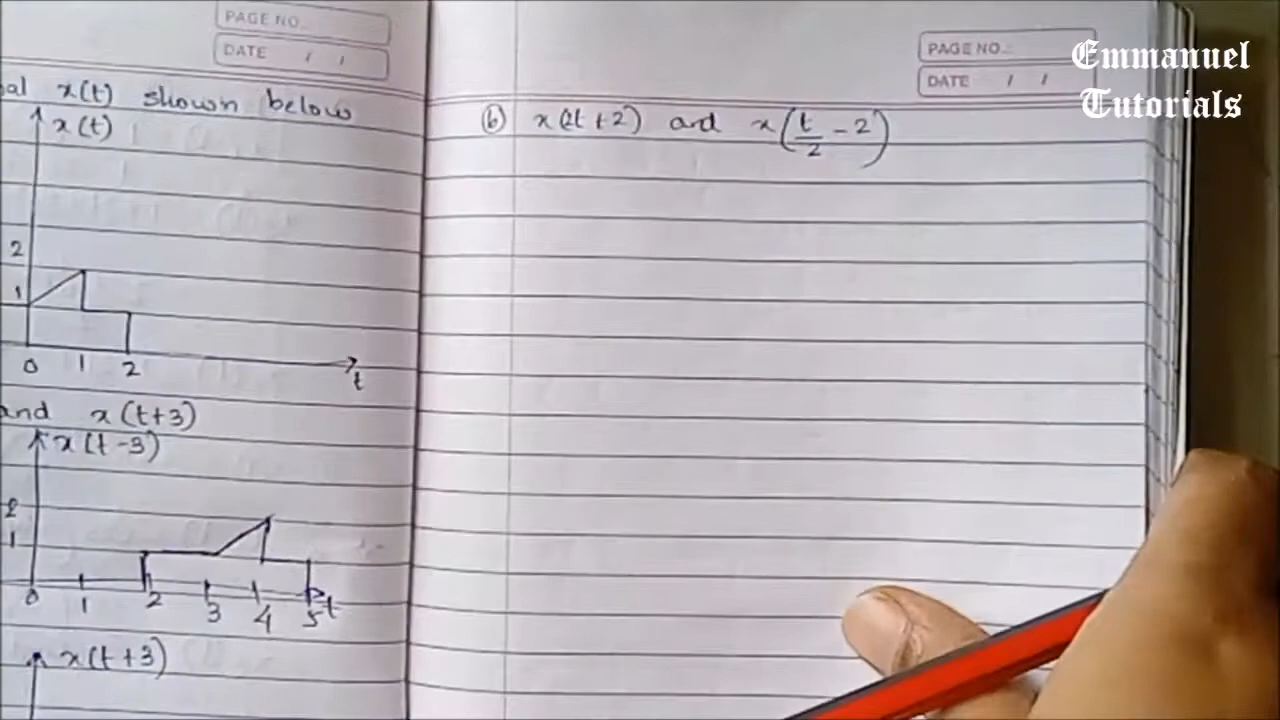 PAGE NO.
DATE / /
x(t) shown below
x(t)
2
1
0 1 2
t
and x(t+3)
x(t-3)
2
1
0 1 2 3 4 5
t
x(t+3)
PAGE NO.
DATE / /
Emmanuel
Tutorials
(b) x(2t+2) and x(t/2 - 2)